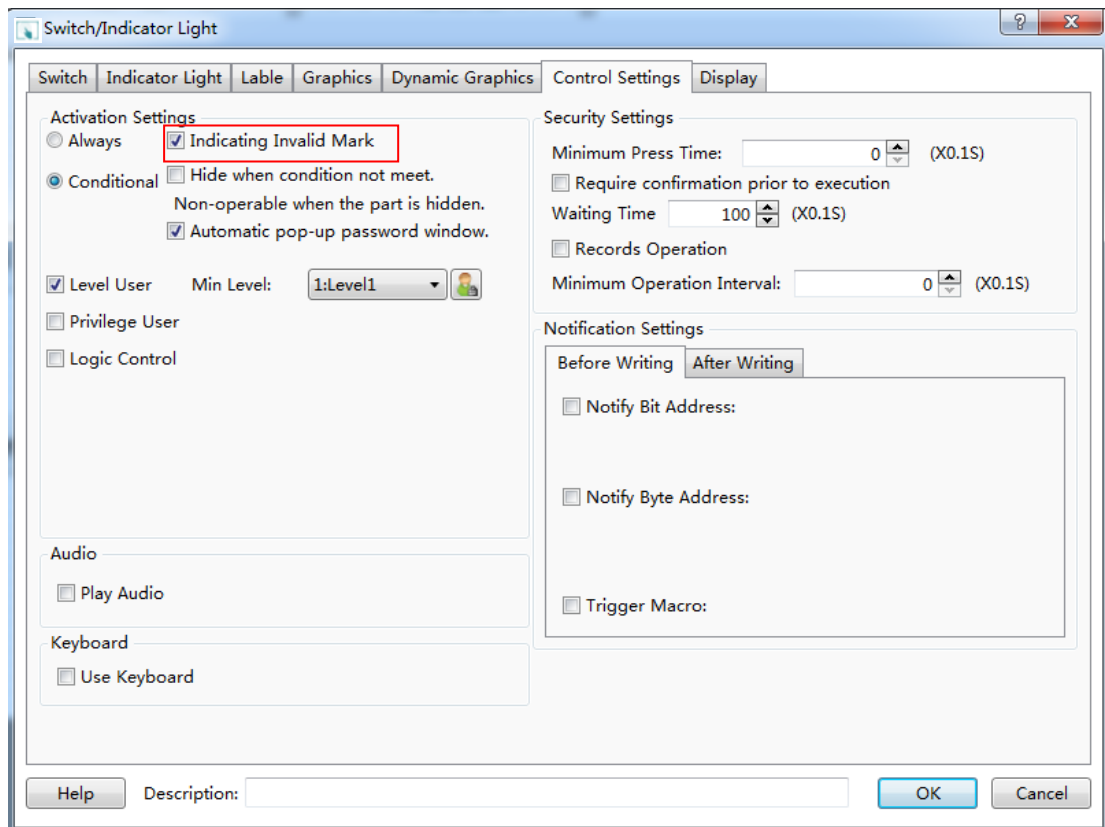 Switch/Indicator Light
Switch Indicator Light Lable Graphics Dynamic Graphics Control Settings Display
Activation Settings
Always Indicating Invalid Mark
Conditional Hide when condition not meet.
Non-operable when the part is hidden.
Automatic pop-up password window.
Level User Min Level: 1:Level1
Privilege User
Logic Control
Audio
Play Audio
Keyboard
Use Keyboard
Security Settings
Minimum Press Time: 0 (X0.1S)
Require confirmation prior to execution
Waiting Time 100 (X0.1S)
Records Operation
Minimum Operation Interval: 0 (X0.1S)
Notification Settings
Before Writing After Writing
Notify Bit Address:
Notify Byte Address:
Trigger Macro:
Help Description: OK Cancel